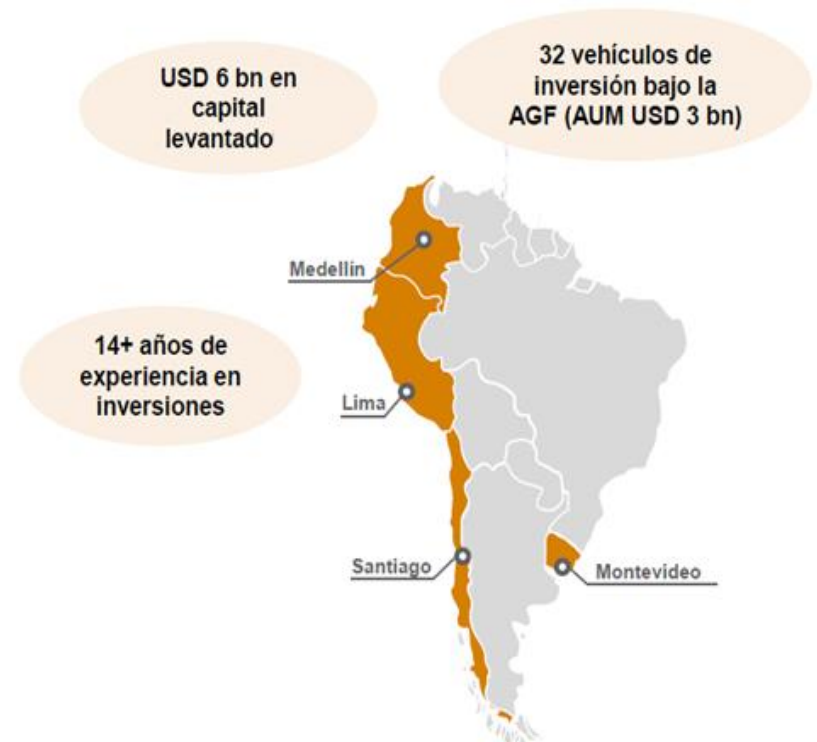 USD 6 bn en
capital
levantado
32 vehículos de
inversión bajo la
AGF (AUM USD 3 bn)
Medellín
14+ años de
experiencia en
inversiones
Lima
Santiago
Montevideo